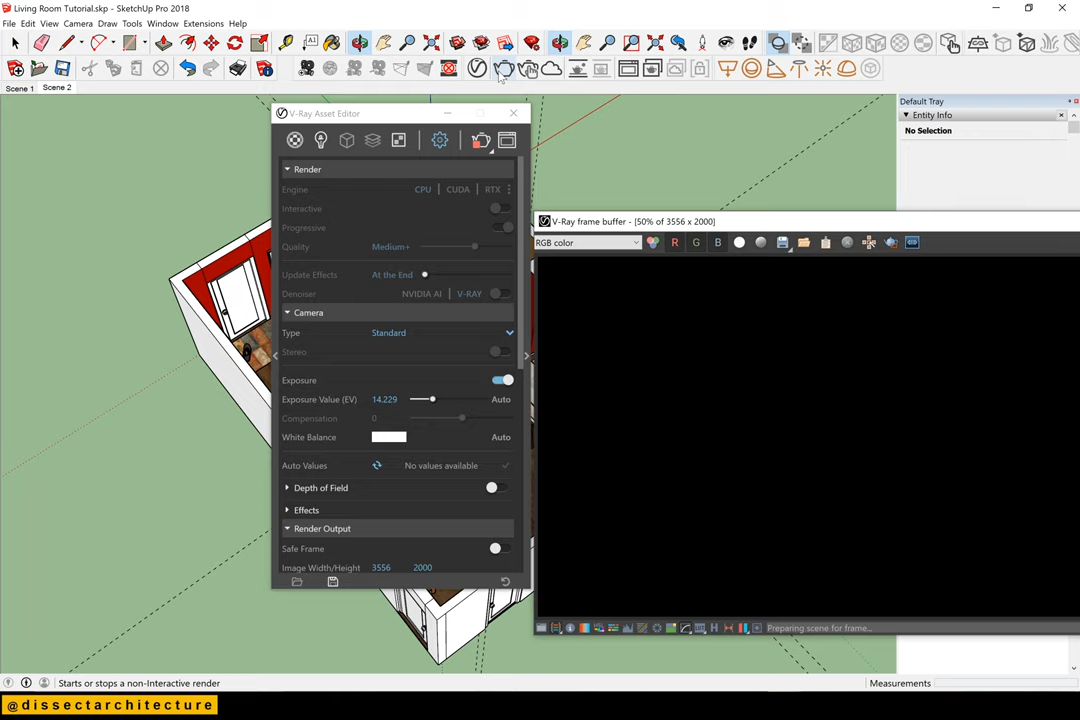 Living Room Tutorial.skp - SketchUp Pro 2018
File Edit View Camera Draw Tools Window Extensions Help
Scene 1 Scene 2
V-Ray Asset Editor
Render
Engine CPU | CUDA | RTX
Interactive
Progressive
Quality Medium+
Update Effects At the End
Denoiser NVIDIA AI | V-RAY
Camera
Type Standard
Stereo
Exposure
Exposure Value (EV) 14.229 Auto
Compensation 0
White Balance Auto
Auto Values No values available
Depth of Field
Effects
Render Output
Safe Frame
Image Width/Height 3556 2000
V-Ray frame buffer - [50% of 3556 x 2000]
RGB color R G B
Preparing scene for frame...
Default Tray
Entity Info
No Selection
Starts or stops a non-Interactive render
Measurements
@dissectarchitecture